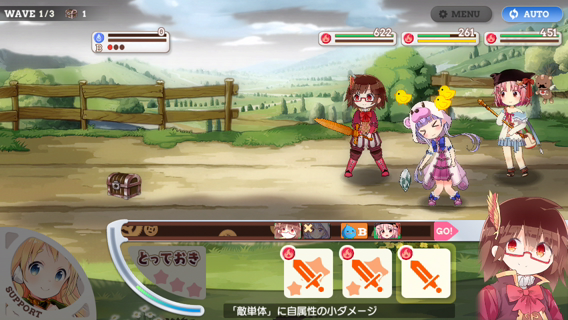 WAVE 1/3 1
MENU
AUTO
0
B
622
261
451
B
GO!
とっておき
SUPPORT
「敵単体」に自属性の小ダメージ